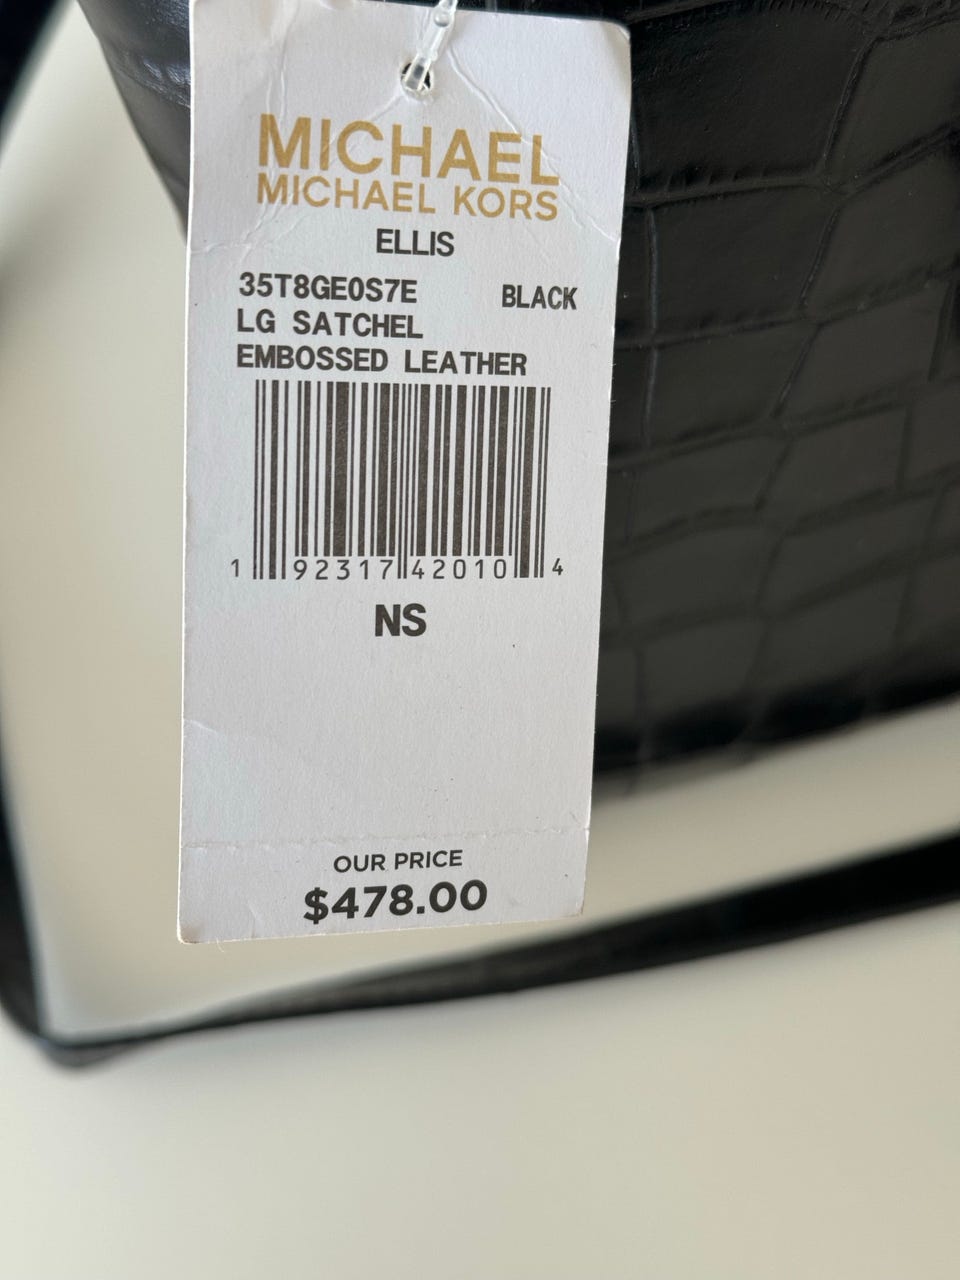 MICHAEL
MICHAEL KORS
ELLIS
35T8GE0S7E BLACK
LG SATCHEL
EMBOSSED LEATHER
1 92317 42010 4
NS
OUR PRICE
$478.00